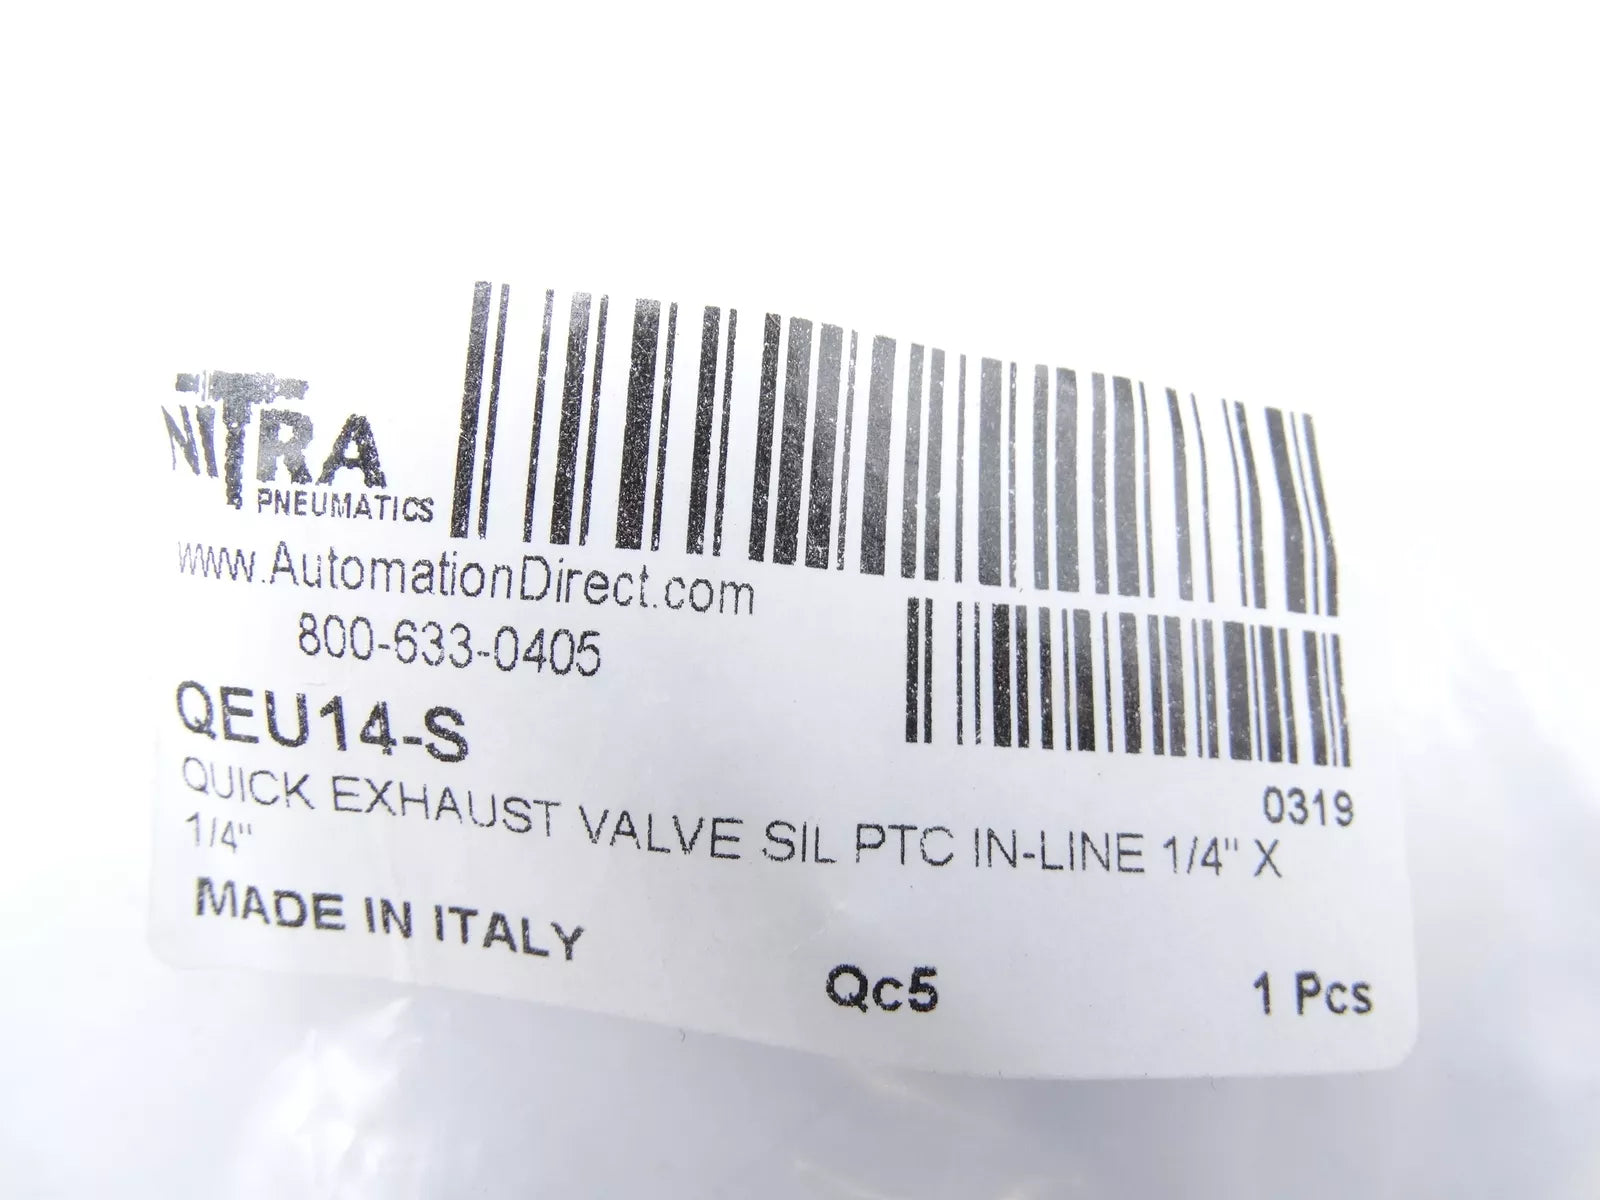 NITRA
PNEUMATICS
www.AutomationDirect.com
800-633-0405
QEU14-S
0319
QUICK EXHAUST VALVE SIL PTC IN-LINE 1/4" X
1/4"
MADE IN ITALY
Qc5
1 Pcs